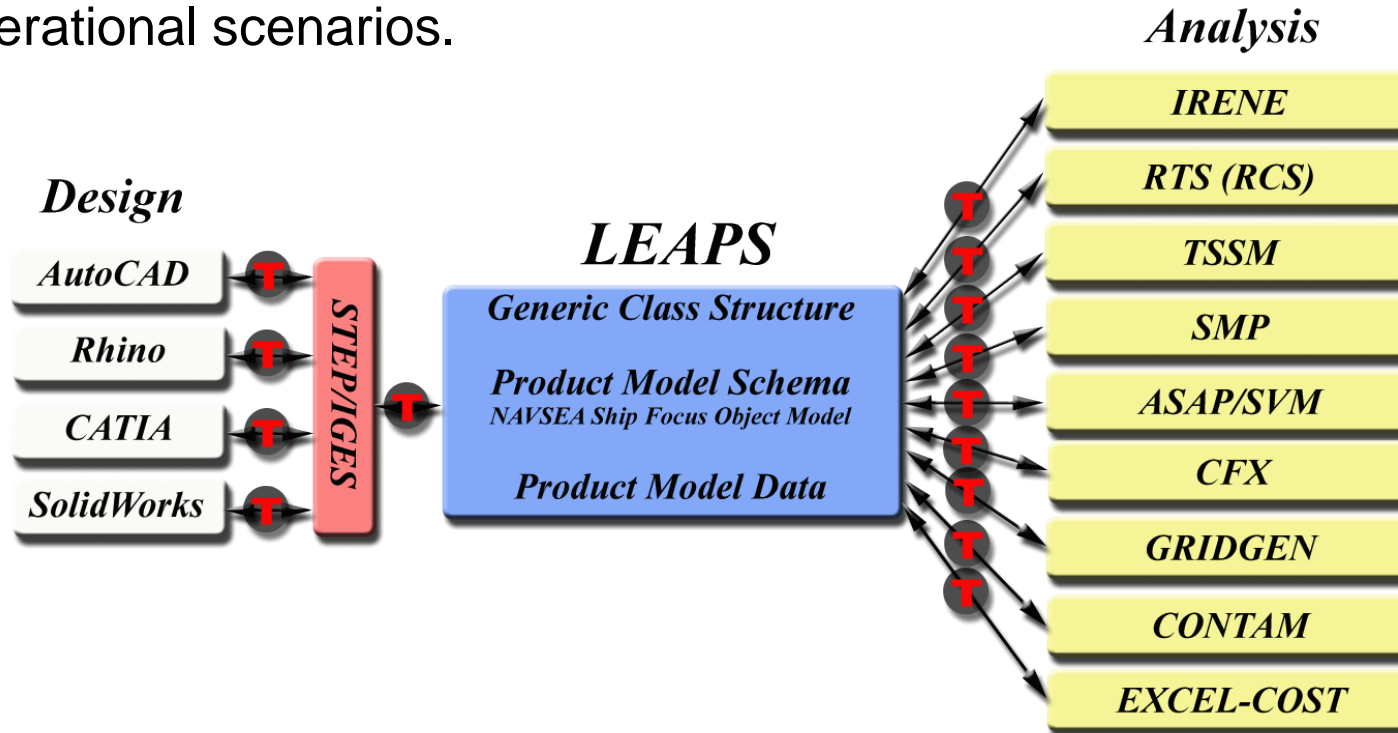 erational scenarios.
Analysis
Design
LEAPS
AutoCAD
Rhino
CATIA
SolidWorks
T
T
T
T
STEP/IGES
T
Generic Class Structure
Product Model Schema
NAVSEA Ship Focus Object Model
Product Model Data
T
T
T
T
T
T
T
T
T
IRENE
RTS (RCS)
TSSM
SMP
ASAP/SVM
CFX
GRIDGEN
CONTAM
EXCEL-COST